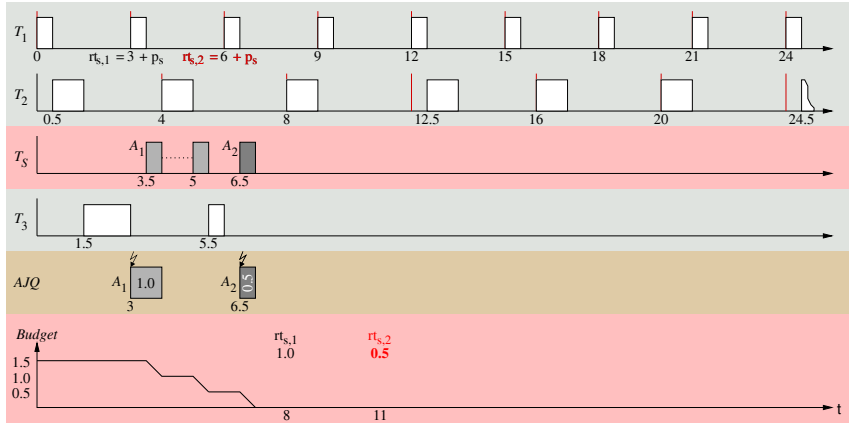 T1
0 3 6 9 12 15 18 21 24
rts,1 = 3 + ps rts,2 = 6 + ps
T2
0.5 4 8 12.5 16 20 24.5
TS A1 A2
3.5 5 6.5
T3
1.5 5.5
AJQ A1 1.0 A2 0.5
3 6.5
Budget rts,1 rts,2
1.0 0.5
1.5
1.0
0.5
8 11 t